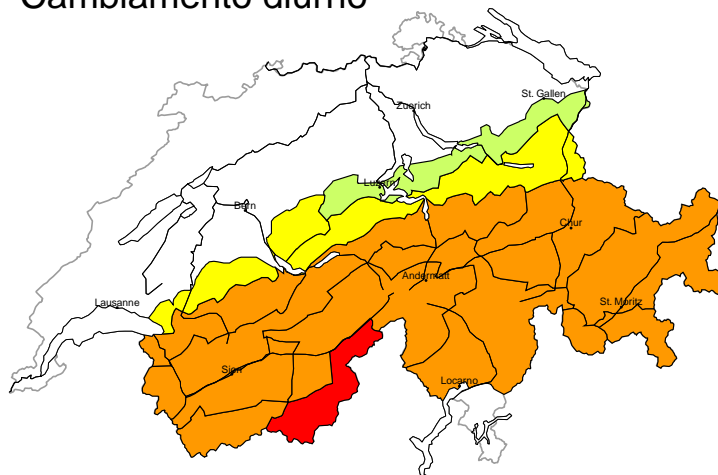 Cambiamento diurno
St. Gallen
Zuerich
Luzern
Bern
Chur
Andermatt
Lausanne
St. Moritz
Sion
Locarno